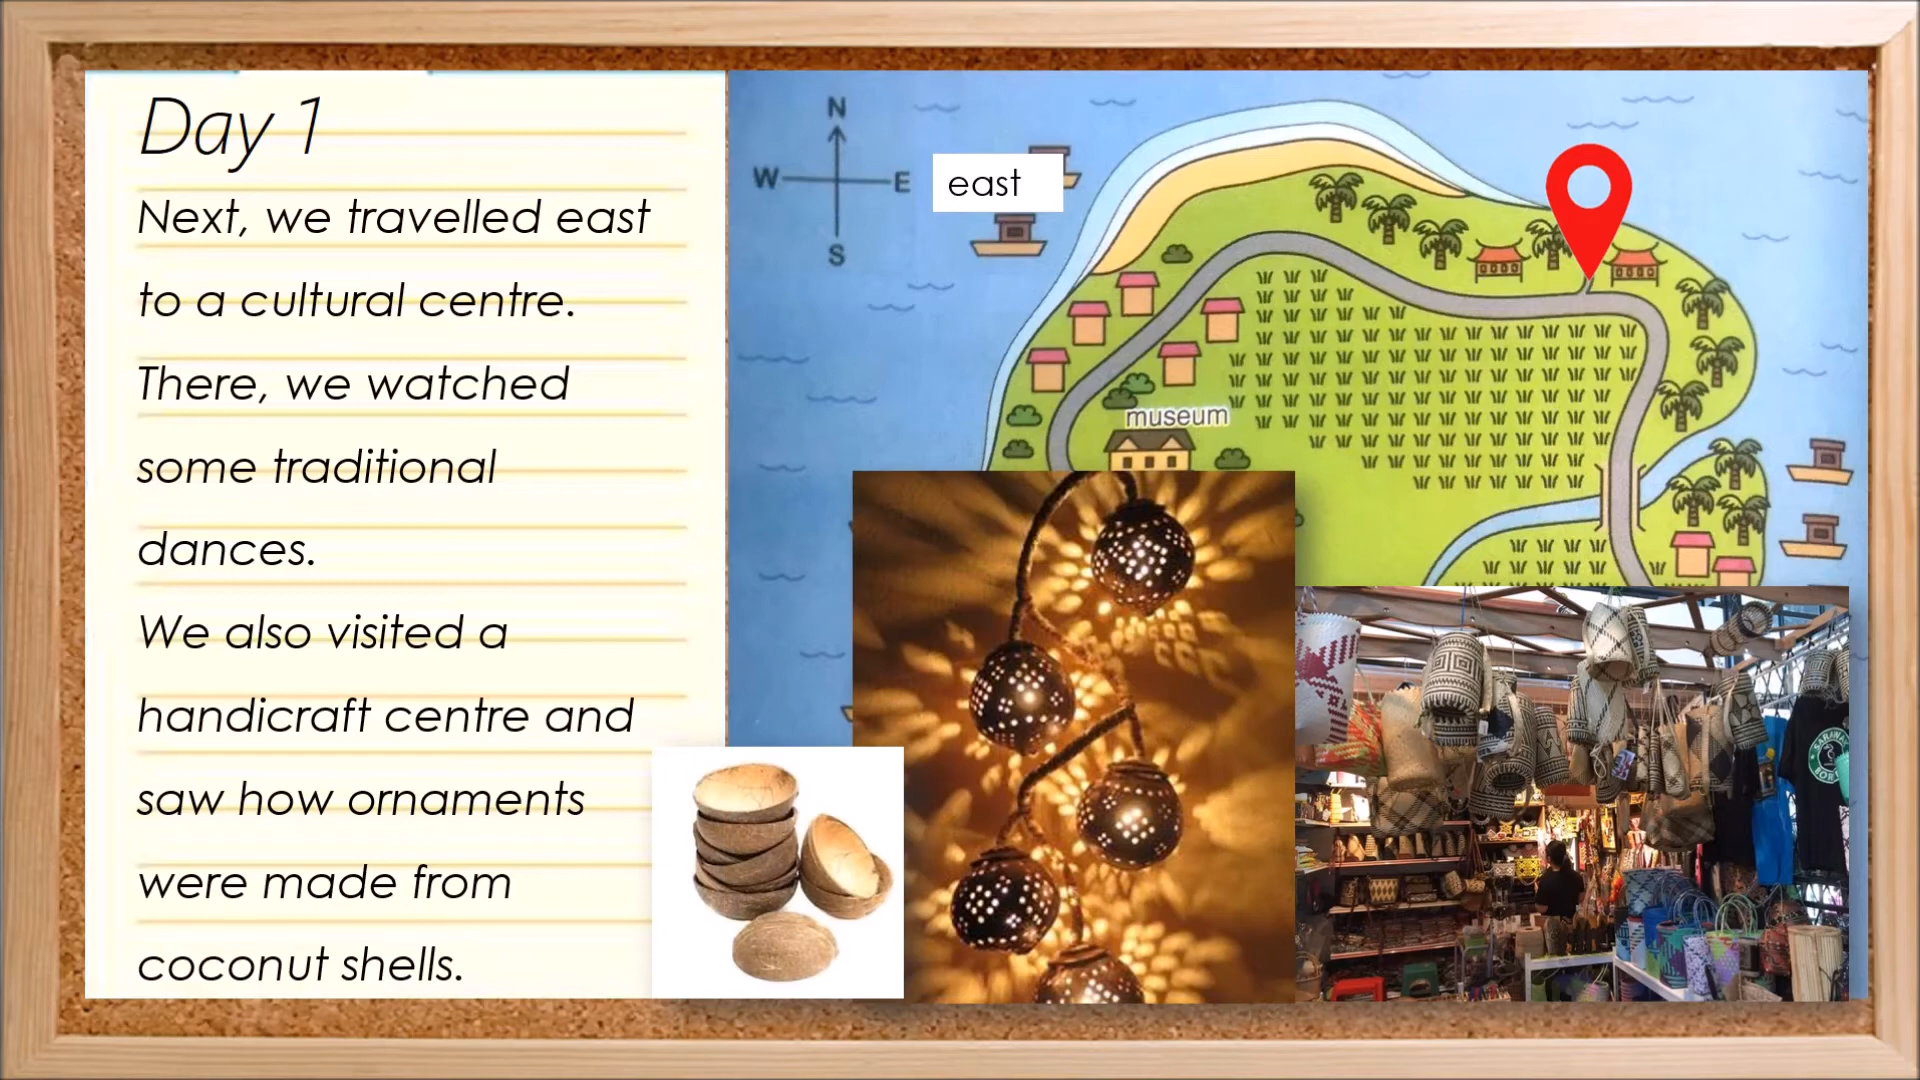 Day 1
Next, we travelled east
to a cultural centre.
There, we watched
some traditional
dances.
We also visited a
handicraft centre and
saw how ornaments
were made from
coconut shells.
N
W
E
S
east
museum